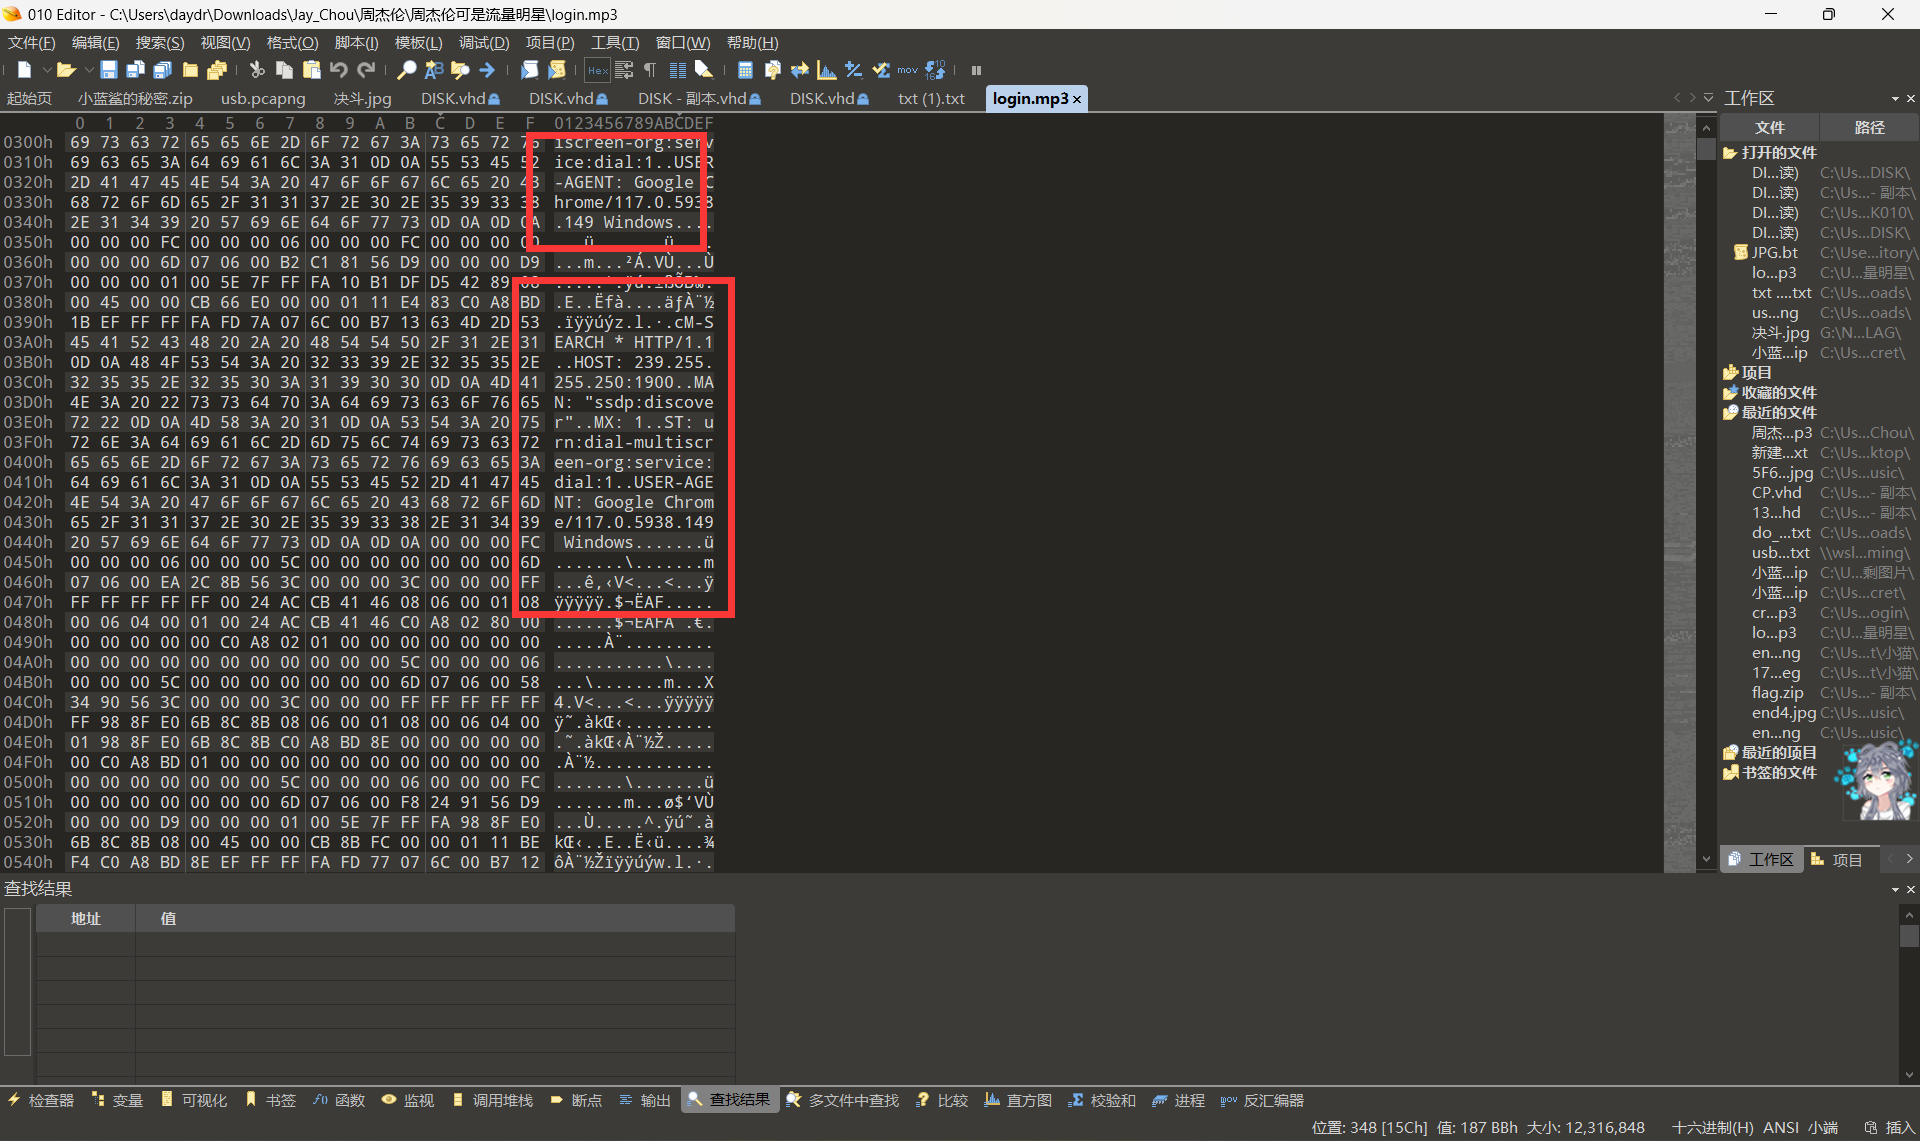 010 Editor - C:\Users\daydr\Downloads\Jay_Chou\周杰伦\周杰伦可是流量明星\login.mp3
文件(F) 编辑(E) 搜索(S) 视图(V) 格式(O) 脚本(I) 模板(L) 调试(D) 项目(P) 工具(T) 窗口(W) 帮助(H)
起始页 小蓝鲨的秘密.zip usb.pcapng 决斗.jpg DISK.vhd DISK.vhd DISK - 副本.vhd DISK.vhd txt (1).txt login.mp3 工作区
0 1 2 3 4 5 6 7 8 9 A B C D E F 0123456789ABCDEF
0300h 69 73 63 72 65 65 6E 2D 6F 72 67 3A 73 65 72 76 iscreen-org:serv
0310h 69 63 65 3A 64 69 61 6C 3A 31 0D 0A 55 53 45 52 ice:dial:1..USER
0320h 2D 41 47 45 4E 54 3A 20 47 6F 6F 67 6C 65 20 43 -AGENT: Google C
0330h 68 72 6F 6D 65 2F 31 31 37 2E 30 2E 35 39 33 38 hrome/117.0.5938
0340h 2E 31 34 39 20 57 69 6E 64 6F 77 73 0D 0A 0D 0A .149 Windows....
0350h 00 00 00 FC 00 00 00 06 00 00 00 FC 00 00 00 00 ...ü.......ü....
0360h 00 00 00 6D 07 06 00 B2 C1 81 56 D9 00 00 00 D9 ...m...²Á.VÙ...Ù
0370h 00 00 00 01 00 5E 7F FF FA 10 B1 DF D5 42 89 08
0380h 00 45 00 00 CB 66 E0 00 00 01 11 E4 83 C0 A8 BD .E..Ëfà....äƒÀ¨½
0390h 1B EF FF FF FA FD 7A 07 6C 00 B7 13 63 4D 2D 53 .ïÿÿúýz.l.·.cM-S
03A0h 45 41 52 43 48 20 2A 20 48 54 54 50 2F 31 2E 31 EARCH * HTTP/1.1
03B0h 0D 0A 48 4F 53 54 3A 20 32 33 39 2E 32 35 35 2E ..HOST: 239.255.
03C0h 32 35 35 2E 32 35 30 3A 31 39 30 30 0D 0A 4D 41 255.250:1900..MA
03D0h 4E 3A 20 22 73 73 64 70 3A 64 69 73 63 6F 76 65 N: "ssdp:discove
03E0h 72 22 0D 0A 4D 58 3A 20 31 0D 0A 53 54 3A 20 75 r"..MX: 1..ST: u
03F0h 72 6E 3A 64 69 61 6C 2D 6D 75 6C 74 69 73 63 72 rn:dial-multiscr
0400h 65 65 6E 2D 6F 72 67 3A 73 65 72 76 69 63 65 3A een-org:service:
0410h 64 69 61 6C 3A 31 0D 0A 55 53 45 52 2D 41 47 45 dial:1..USER-AGE
0420h 4E 54 3A 20 47 6F 6F 67 6C 65 20 43 68 72 6F 6D NT: Google Chrom
0430h 65 2F 31 31 37 2E 30 2E 35 39 33 38 2E 31 34 39 e/117.0.5938.149
0440h 20 57 69 6E 64 6F 77 73 0D 0A 0D 0A 00 00 00 FC Windows.......ü
0450h 00 00 00 06 00 00 00 5C 00 00 00 00 00 00 00 6D .......\.......m
0460h 07 06 00 EA 2C 8B 56 3C 00 00 00 3C 00 00 00 FF ...ê,‹V<...<...ÿ
0470h FF FF FF FF FF 00 24 AC CB 41 46 08 06 00 01 08 ÿÿÿÿÿ.$¬ËAF.....
0480h 00 06 04 00 01 00 24 AC CB 41 46 C0 A8 02 80 00 ......$¬ËAFÀ¨.€.
0490h 00 00 00 00 00 C0 A8 02 01 00 00 00 00 00 00 00 .....À¨.........
04A0h 00 00 00 00 00 00 00 00 00 00 00 5C 00 00 00 06 ...........\....
04B0h 00 00 00 5C 00 00 00 00 00 00 00 6D 07 06 00 58 ...\.......m...X
04C0h 34 90 56 3C 00 00 00 3C 00 00 00 FF FF FF FF FF 4.V<...<...ÿÿÿÿÿ
04D0h FF 98 8F E0 6B 8C 8B 08 06 00 01 08 00 06 04 00 ÿ˜.àkŒ‹.........
04E0h 01 98 8F E0 6B 8C 8B C0 A8 BD 8E 00 00 00 00 00 .˜.àkŒ‹À¨½Ž.....
04F0h 00 C0 A8 BD 01 00 00 00 00 00 00 00 00 00 00 00 .À¨½............
0500h 00 00 00 00 00 00 00 5C 00 00 00 06 00 00 00 FC .......\.......ü
0510h 00 00 00 00 00 00 00 6D 07 06 00 F8 24 91 56 D9 .......m...ø$‘VÙ
0520h 00 00 00 D9 00 00 00 01 00 5E 7F FF FA 98 8F E0 ...Ù.....^.ÿú˜.à
0530h 6B 8C 8B 08 00 45 00 00 CB 8B FC 00 00 01 11 BE kŒ‹..E..Ë‹ü....¾
0540h F4 C0 A8 BD 8E EF FF FF FA FD 77 07 6C 00 B7 12 ôÀ¨½Žïÿÿúýw.l.·.
文件 路径
打开的文件
DI...读) C:\Us...DISK\
DI...读) C:\Us...- 副本\
DI...读) C:\Us...K010\
DI...读) C:\Us...DISK\
JPG.bt C:\Use...itory\
lo...p3 C:\U...量明星\
txt ....txt C:\Us...oads\
us...ng C:\Us...oads\
决斗.jpg G:\N...LAG\
小蓝...ip C:\Us...cret\
项目
收藏的文件
最近的文件
周杰...p3 C:\Us...Chou\
新建...xt C:\Us...ktop\
5F6...jpg C:\Us...usic\
CP.vhd C:\Us...- 副本\
13...hd C:\Us...- 副本\
do_...txt C:\Us...oads\
usb...txt \\wsl...ming\
小蓝...ip C:\U...剩图片\
小蓝...ip C:\Us...cret\
cr...p3 C:\Us...ogin\
lo...p3 C:\U...量明星\
en...ng C:\Us...t\小猫\
17...eg C:\Us...t\小猫\
flag.zip C:\Us...- 副本\
end4.jpg C:\Us...usic\
en...ng C:\Us...usic\
最近的项目
书签的文件
工作区 项目
查找结果
地址 值
检查器 变量 可视化 书签 函数 监视 调用堆栈 断点 输出 查找结果 多文件中查找 比较 直方图 校验和 进程 反汇编器
位置: 348 [15Ch] 值: 187 BBh 大小: 12,316,848 十六进制(H) ANSI 小端 插入